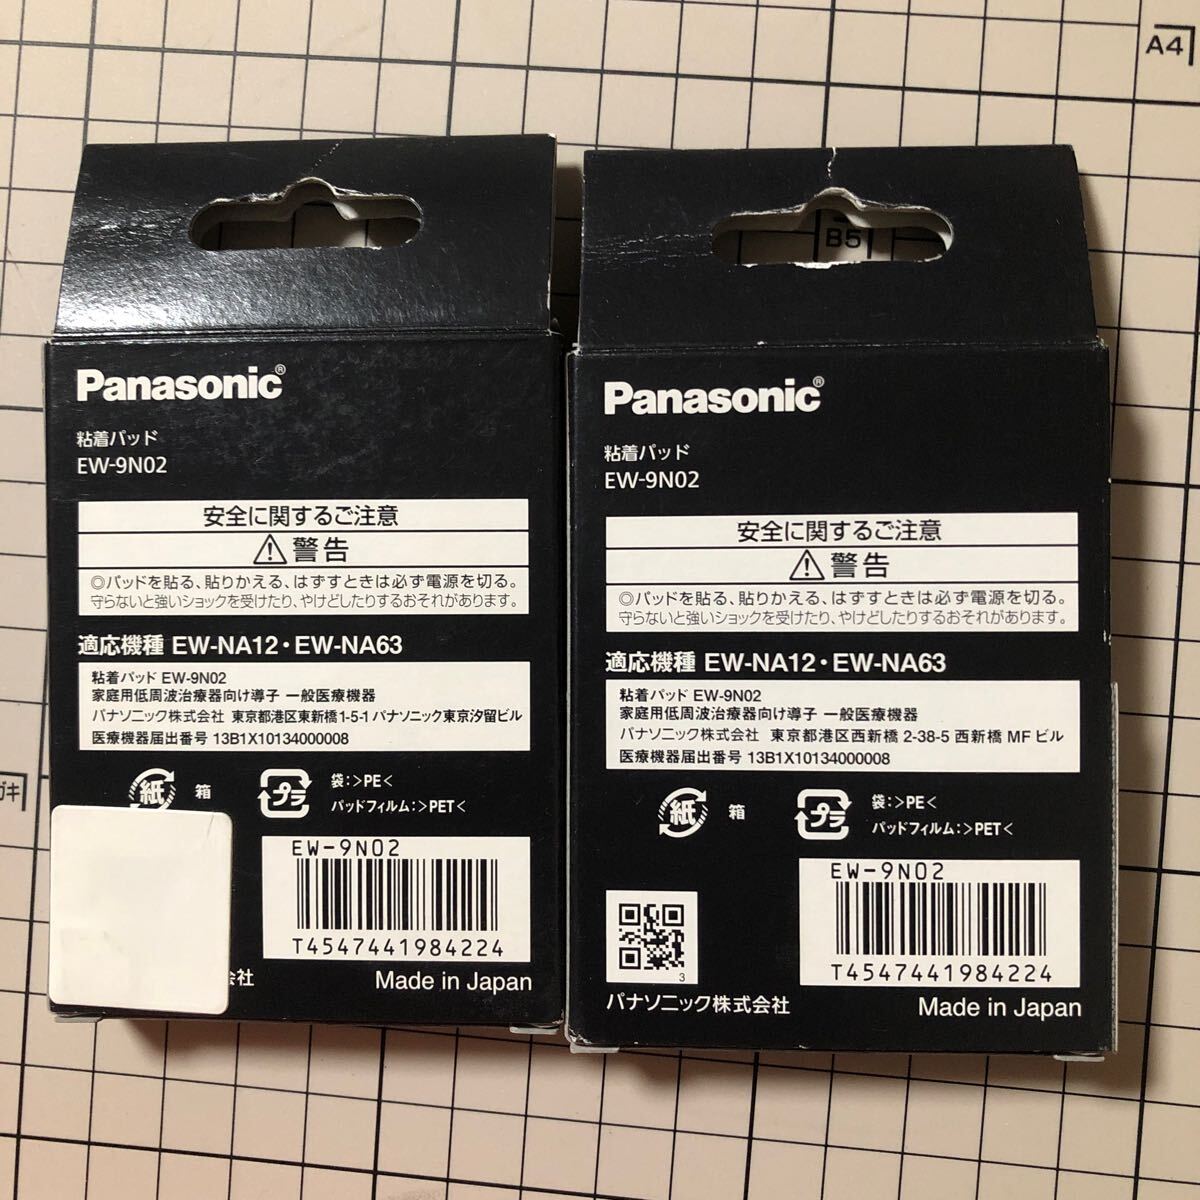 A4
B5
Panasonic®
粘着パッド
EW-9N02
安全に関するご注意
⚠警告
◎パッドを貼る、貼りかえる、はずすときは必ず電源を切る。
守らないと強いショックを受けたり、やけどしたりするおそれがあります。
適応機種 EW-NA12・EW-NA63
粘着パッド EW-9N02
家庭用低周波治療器向け導子 一般医療機器
パナソニック株式会社 東京都港区東新橋1-5-1 パナソニック東京汐留ビル
医療機器届出番号 13B1X10134000008
紙 箱
プラ
袋:>PE<
パッドフィルム:>PET<
EW-9N02
T4547441984224
会社
Made in Japan
Panasonic®
粘着パッド
EW-9N02
安全に関するご注意
⚠警告
◎パッドを貼る、貼りかえる、はずすときは必ず電源を切る。
守らないと強いショックを受けたり、やけどしたりするおそれがあります。
適応機種 EW-NA12・EW-NA63
粘着パッド EW-9N02
家庭用低周波治療器向け導子 一般医療機器
パナソニック株式会社 東京都港区西新橋 2-38-5 西新橋 MF ビル
医療機器届出番号 13B1X10134000008
紙 箱
プラ
袋:>PE<
パッドフィルム:>PET<
EW-9N02
T4547441984224
3
パナソニック株式会社
Made in Japan
ガキ